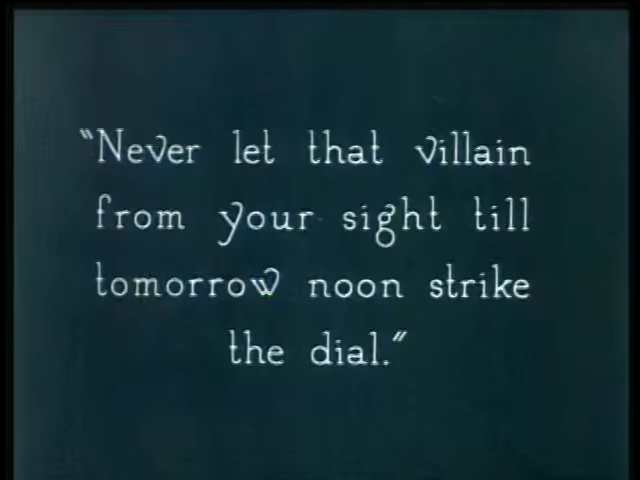 "Never let that villain
from your sight till
tomorrow noon strike
the dial."